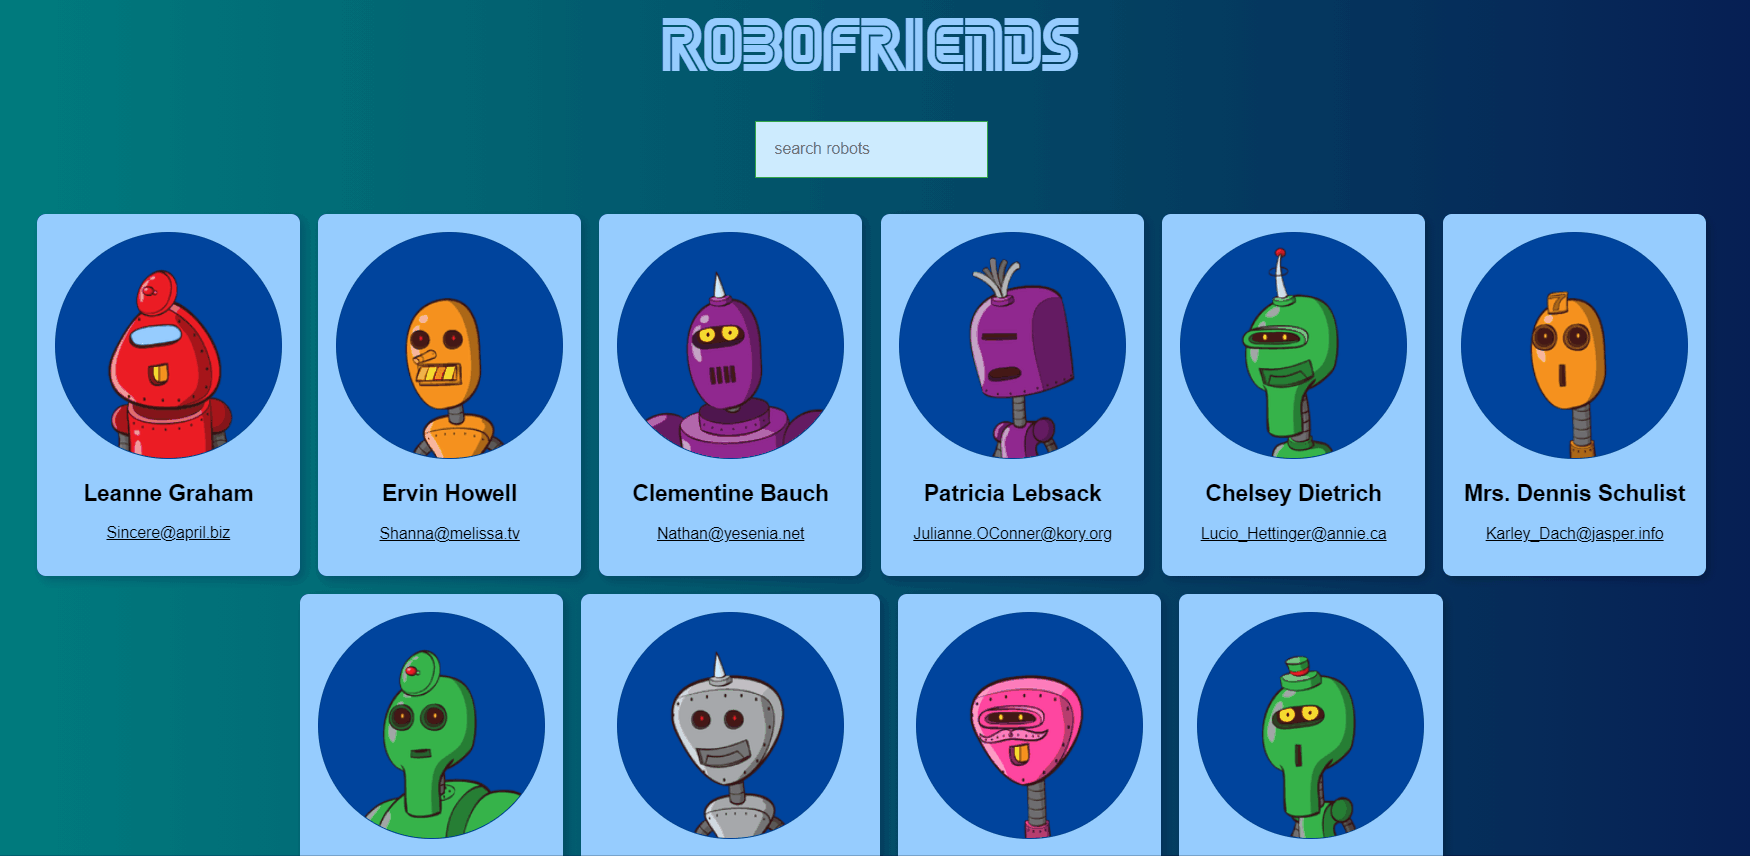 ROBOFRIENDS
search robots
7
Leanne Graham
Sincere@april.biz
Ervin Howell
Shanna@melissa.tv
Clementine Bauch
Nathan@yesenia.net
Patricia Lebsack
Julianne.OConner@kory.org
Chelsey Dietrich
Lucio_Hettinger@annie.ca
Mrs. Dennis Schulist
Karley_Dach@jasper.info